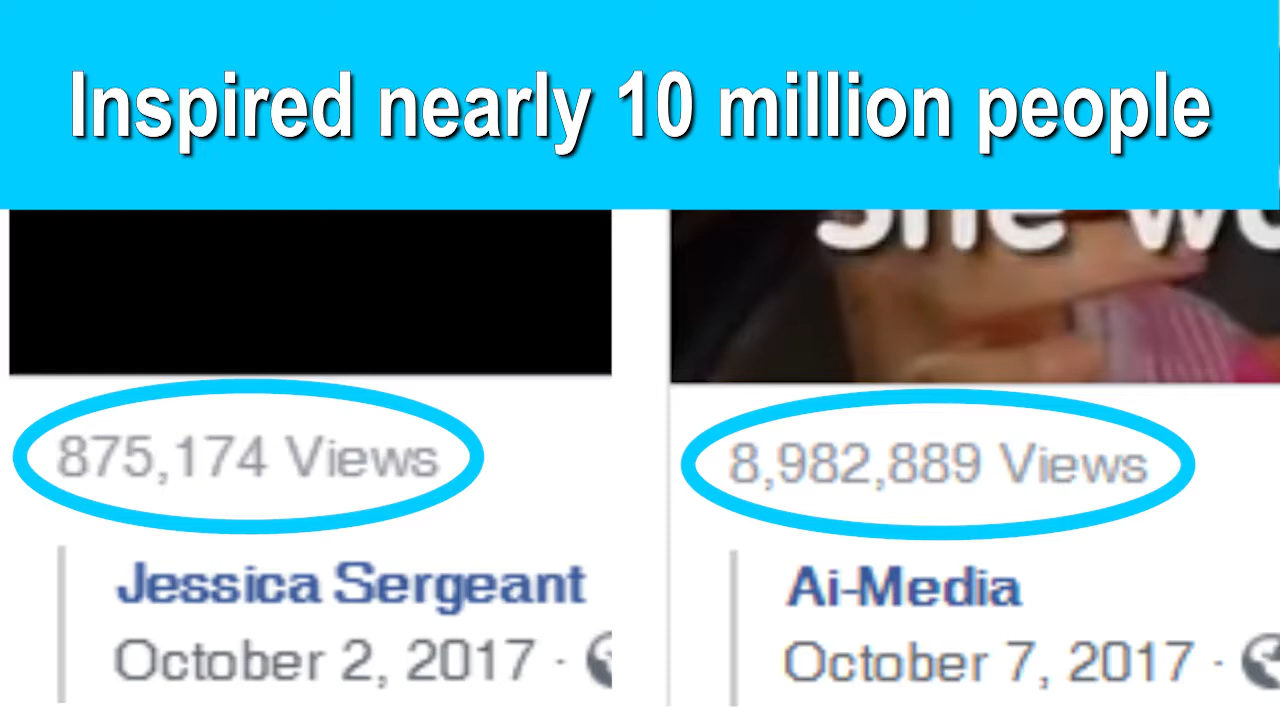 Inspired nearly 10 million people
She
875,174 Views
8,982,889 Views
Jessica Sergeant
October 2, 2017 ·
Ai-Media
October 7, 2017 ·